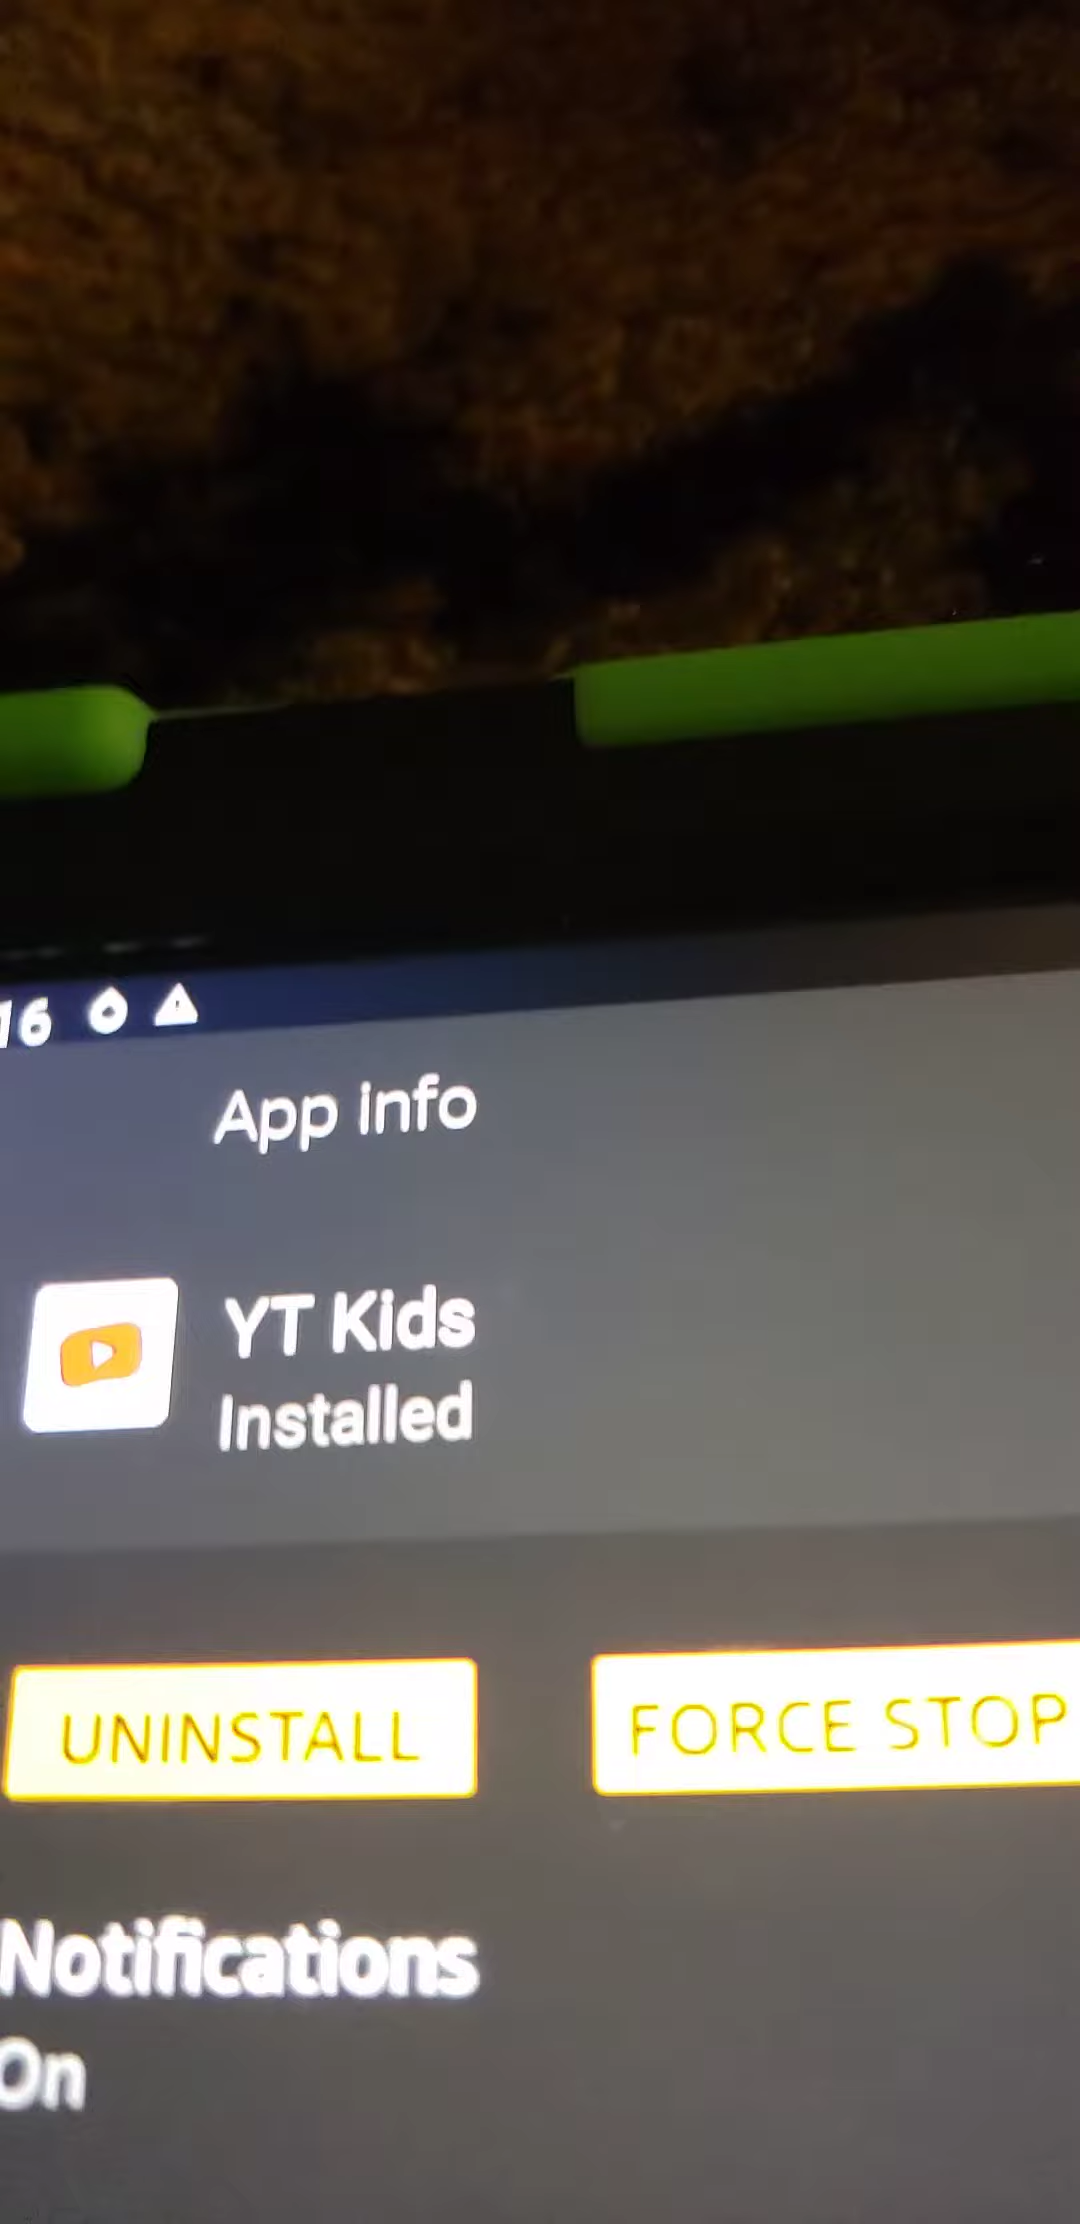 16
App info
YT Kids
Installed
UNINSTALL
FORCE STOP
Notifications
On